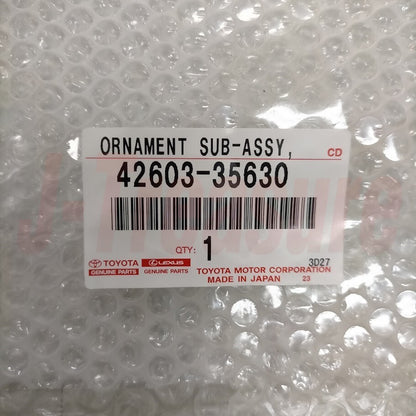 ORNAMENT SUB-ASSY,
CD
42603-35630
QTY: 1
TOYOTA
GENUINE PARTS
LEXUS
GENUINE PARTS
3D27
TOYOTA MOTOR CORPORATION
MADE IN JAPAN 23